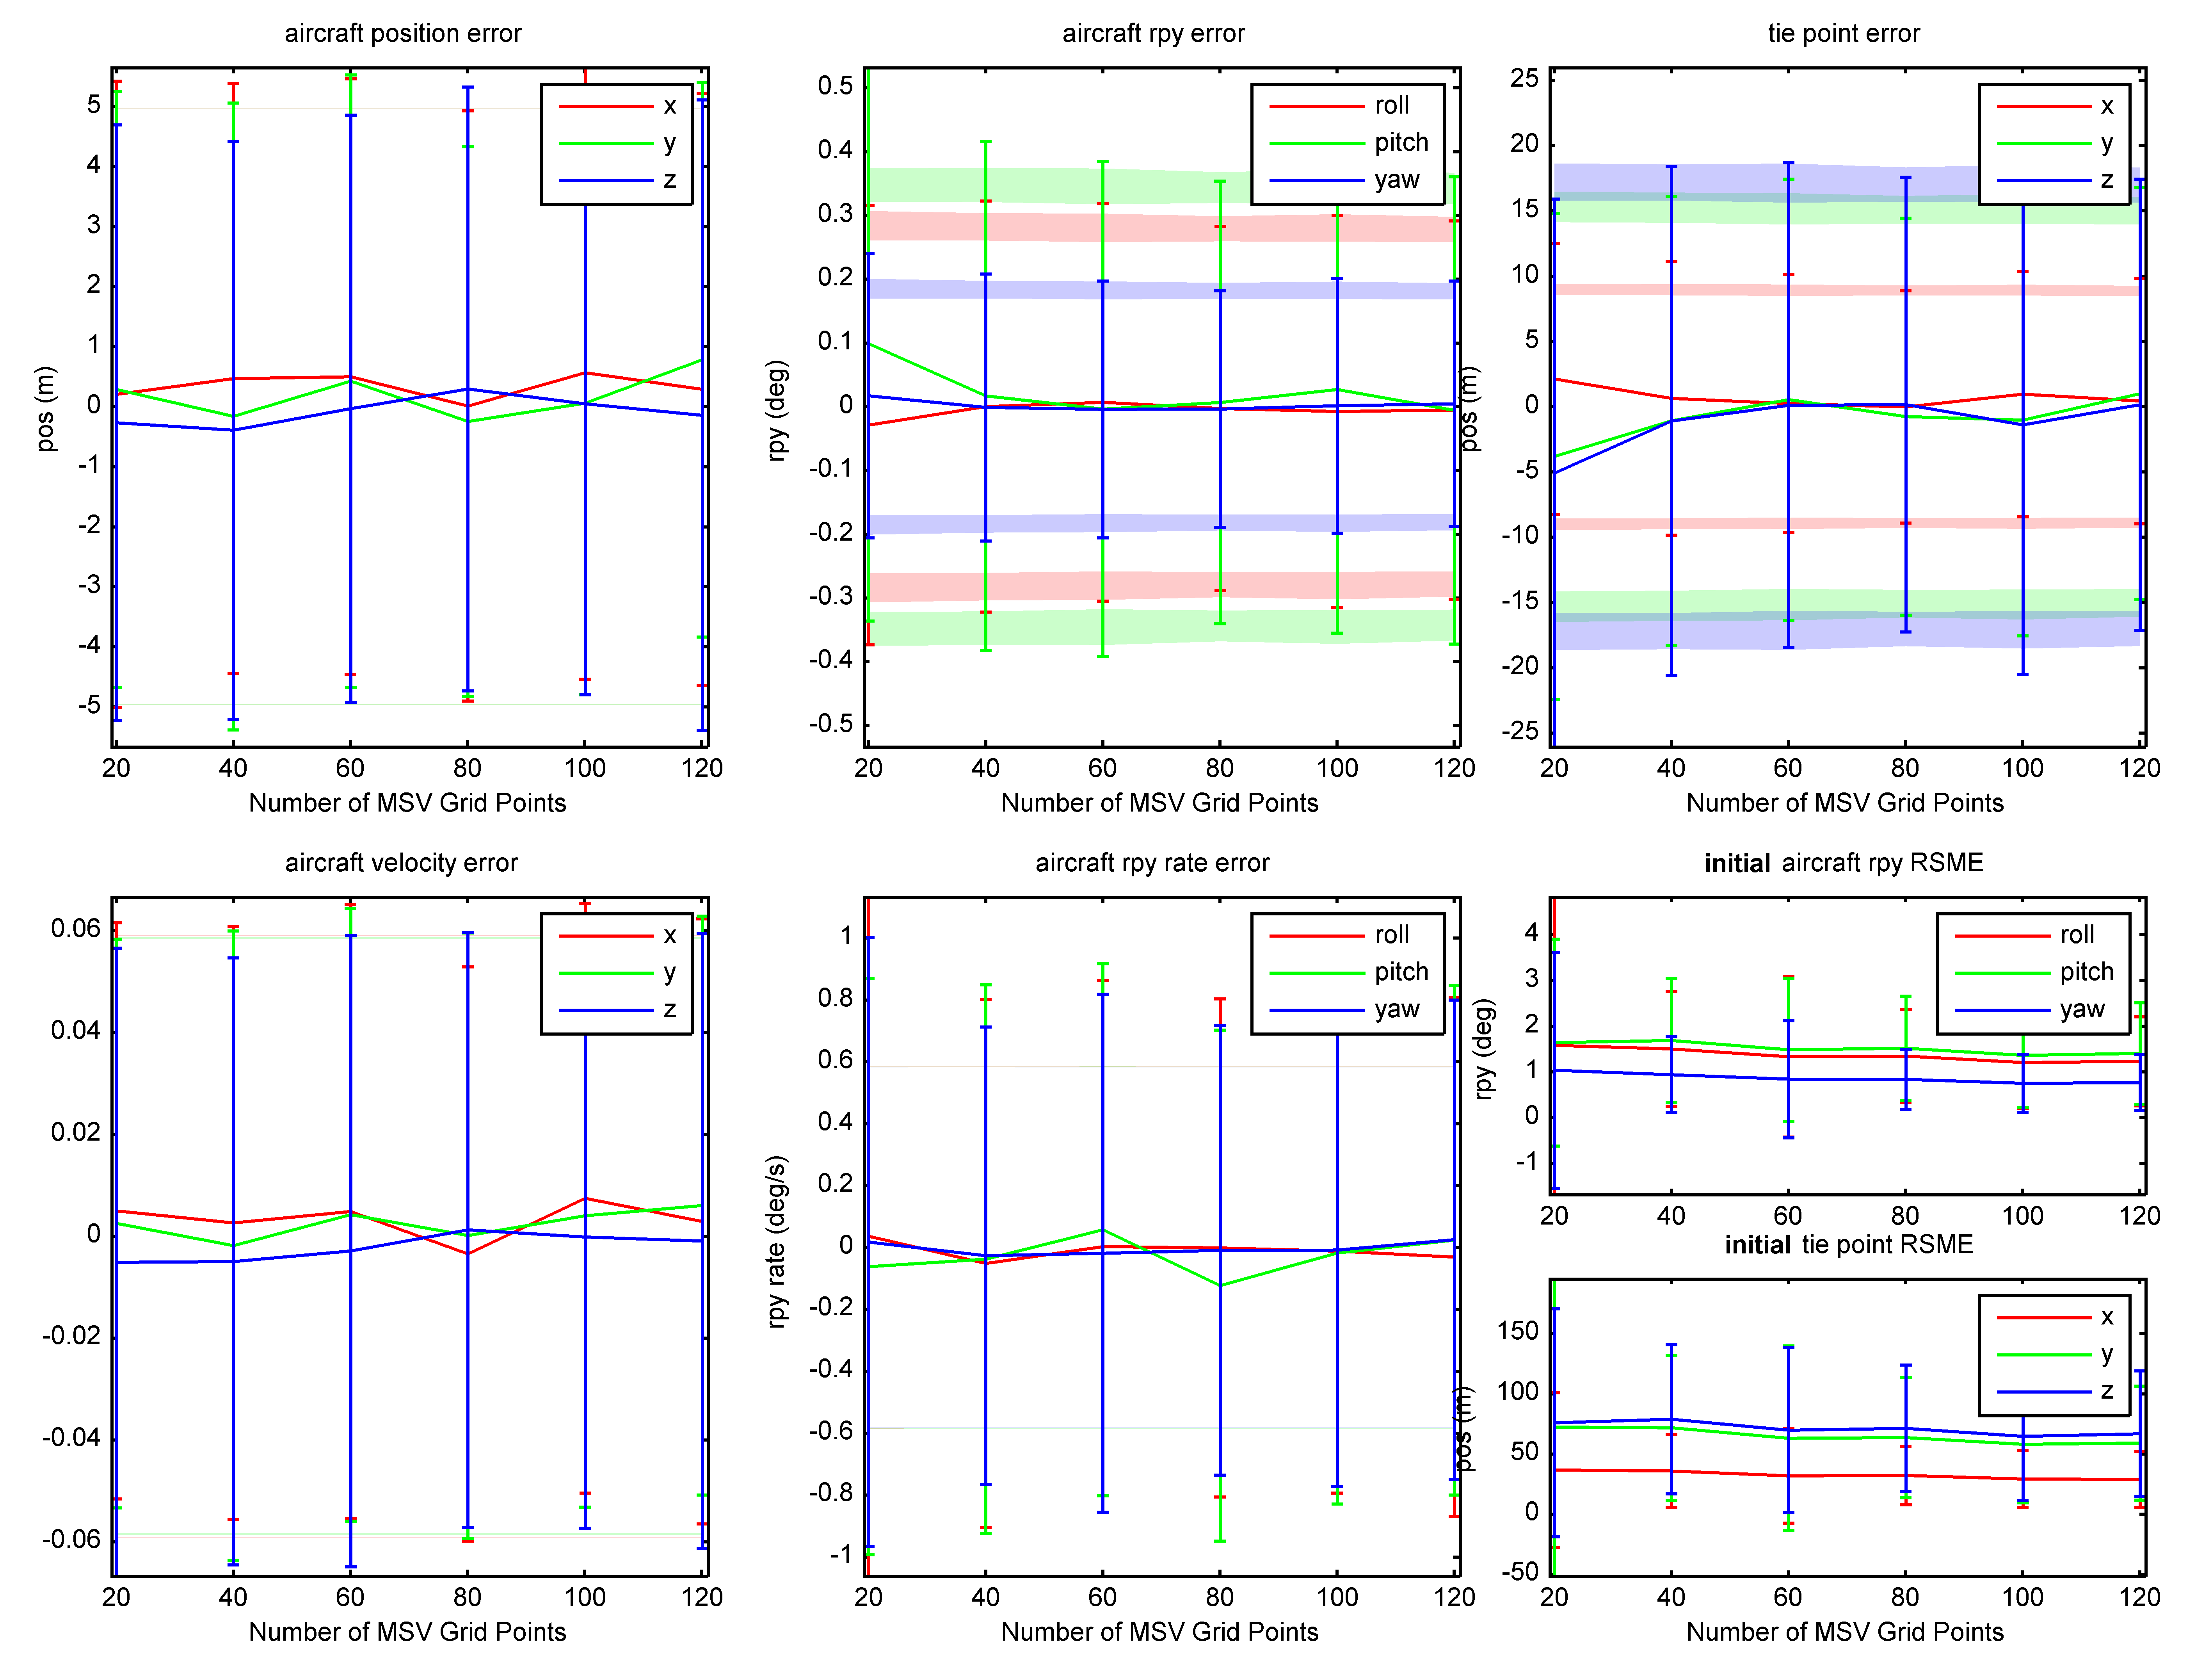 aircraft position error
5
4
3
2
1
0
-1
-2
-3
-4
-5
pos (m)
20 40 60 80 100 120
Number of MSV Grid Points
x
y
z
aircraft rpy error
0.5
0.4
0.3
0.2
0.1
0
-0.1
-0.2
-0.3
-0.4
-0.5
rpy (deg)
20 40 60 80 100 120
Number of MSV Grid Points
roll
pitch
yaw
tie point error
25
20
15
10
5
0
-5
-10
-15
-20
-25
pos (m)
20 40 60 80 100 120
Number of MSV Grid Points
x
y
z
aircraft velocity error
0.06
0.04
0.02
0
-0.02
-0.04
-0.06
20 40 60 80 100 120
Number of MSV Grid Points
x
y
z
aircraft rpy rate error
1
0.8
0.6
0.4
0.2
0
-0.2
-0.4
-0.6
-0.8
-1
rpy rate (deg/s)
20 40 60 80 100 120
Number of MSV Grid Points
roll
pitch
yaw
initial aircraft rpy RSME
4
3
2
1
0
-1
rpy (deg)
20 40 60 80 100 120
roll
pitch
yaw
initial tie point RSME
150
100
50
0
-50
pos (m)
20 40 60 80 100 120
Number of MSV Grid Points
x
y
z